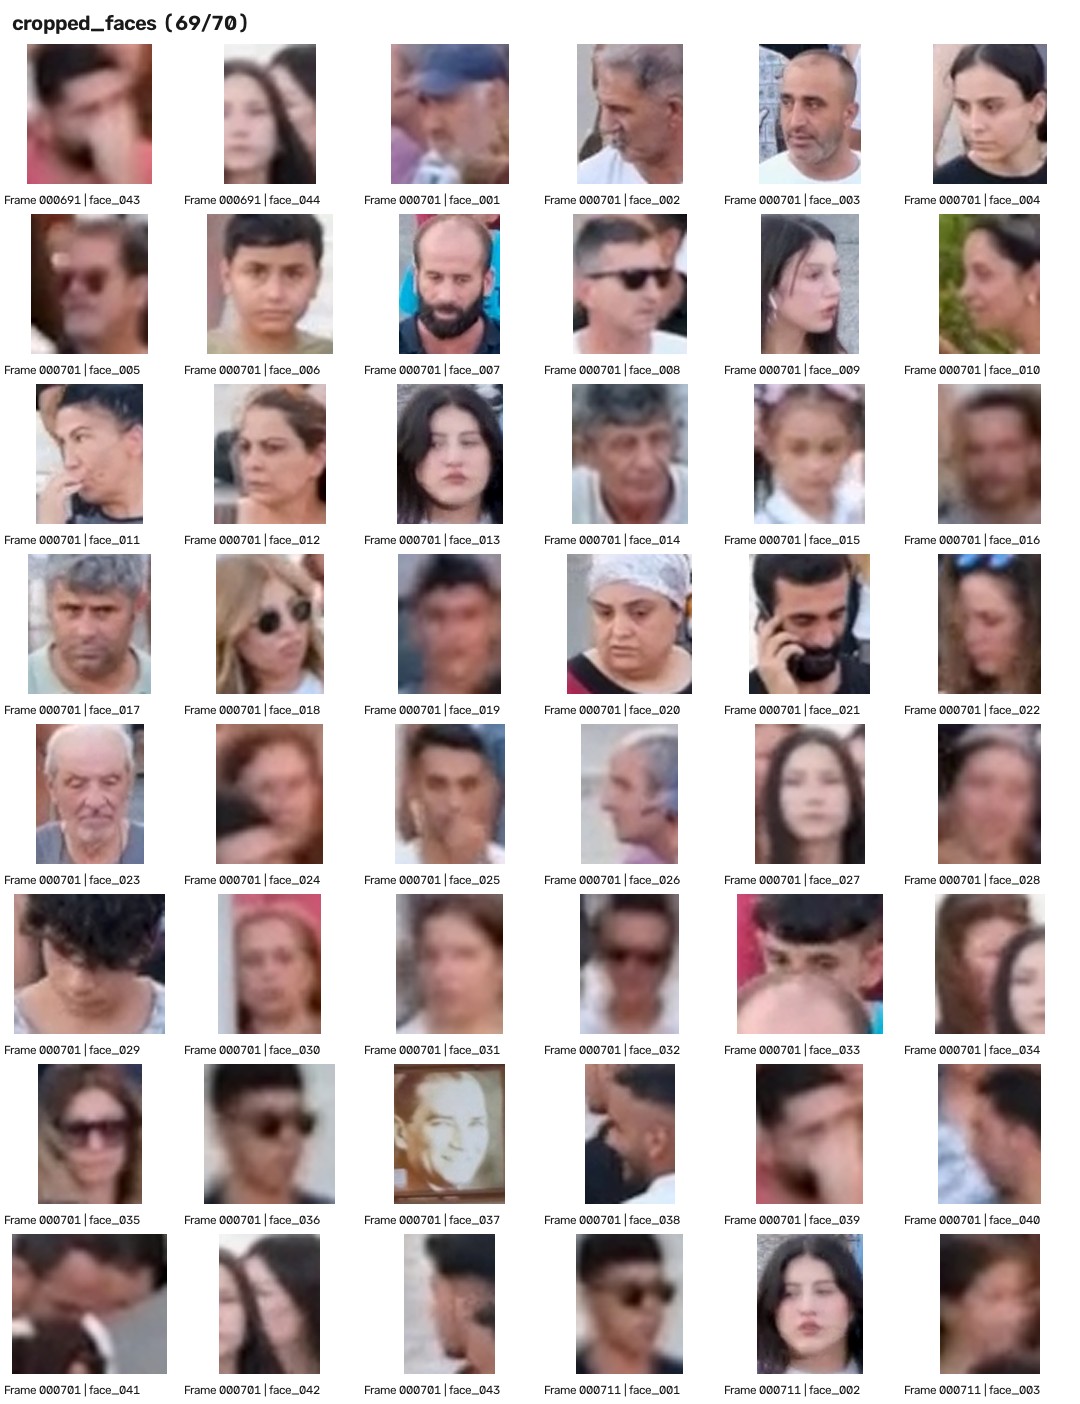 cropped_faces (69/70)
Frame 000691 | face_043
Frame 000691 | face_044
Frame 000701 | face_001
Frame 000701 | face_002
Frame 000701 | face_003
Frame 000701 | face_004
Frame 000701 | face_005
Frame 000701 | face_006
Frame 000701 | face_007
Frame 000701 | face_008
Frame 000701 | face_009
Frame 000701 | face_010
Frame 000701 | face_011
Frame 000701 | face_012
Frame 000701 | face_013
Frame 000701 | face_014
Frame 000701 | face_015
Frame 000701 | face_016
Frame 000701 | face_017
Frame 000701 | face_018
Frame 000701 | face_019
Frame 000701 | face_020
Frame 000701 | face_021
Frame 000701 | face_022
Frame 000701 | face_023
Frame 000701 | face_024
Frame 000701 | face_025
Frame 000701 | face_026
Frame 000701 | face_027
Frame 000701 | face_028
Frame 000701 | face_029
Frame 000701 | face_030
Frame 000701 | face_031
Frame 000701 | face_032
Frame 000701 | face_033
Frame 000701 | face_034
Frame 000701 | face_035
Frame 000701 | face_036
Frame 000701 | face_037
Frame 000701 | face_038
Frame 000701 | face_039
Frame 000701 | face_040
Frame 000701 | face_041
Frame 000701 | face_042
Frame 000701 | face_043
Frame 000711 | face_001
Frame 000711 | face_002
Frame 000711 | face_003